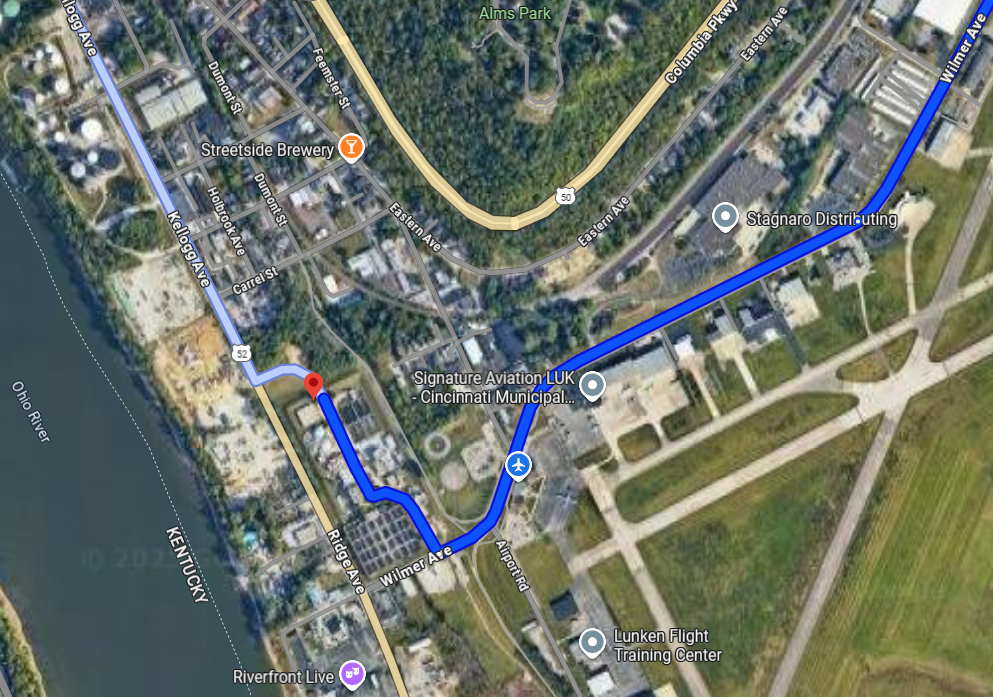 Alms Park
Kellogg Ave
Columbia Pkwy
Eastern Ave
Wilmer Ave
Feemster St
Dumont St
Streetside Brewery
50
Dumont St
Holbrook Ave
Eastern Ave
Eastern Ave
Stagnaro Distributing
Kellogg Ave
Carrel St
52
Signature Aviation LUK
- Cincinnati Municipal...
Ohio River
KENTUCKY
Ridge Ave
Wilmer Ave
Airport Rd
Lunken Flight
Training Center
Riverfront Live